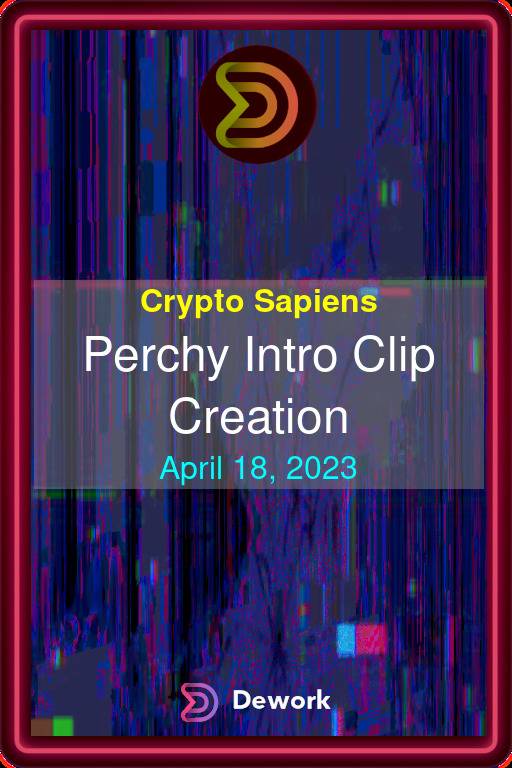 Crypto Sapiens
Perchy Intro Clip
Creation
April 18, 2023
Dework